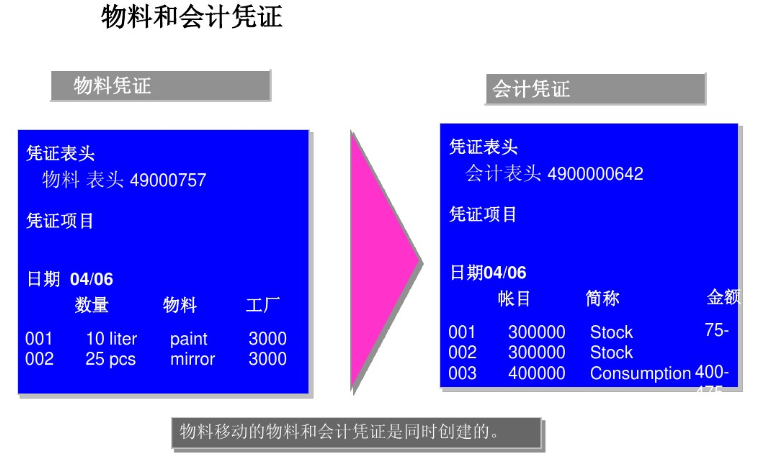 物料和会计凭证
物料凭证
凭证表头
物料 表头 49000757
凭证项目
日期 04/06
数量 物料 工厂
001 10 liter paint 3000
002 25 pcs mirror 3000
会计凭证
凭证表头
会计表头 4900000642
凭证项目
日期04/06
帐目 简称 金额
001 300000 Stock 75-
002 300000 Stock
003 400000 Consumption 400-
475
物料移动的物料和会计凭证是同时创建的。